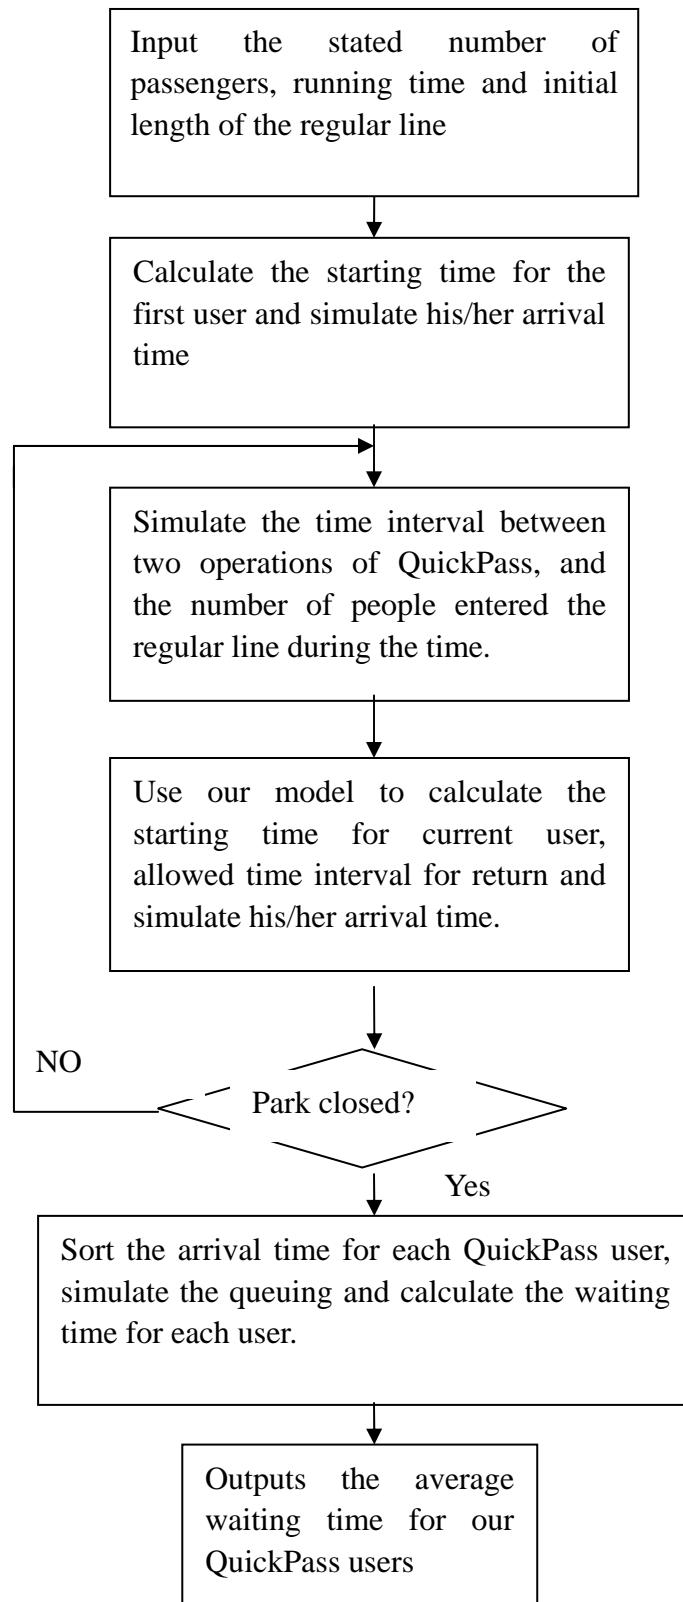 Input the stated number of
passengers, running time and initial
length of the regular line
Calculate the starting time for the
first user and simulate his/her arrival
time
Simulate the time interval between
two operations of QuickPass, and
the number of people entered the
regular line during the time.
Use our model to calculate the
starting time for current user,
allowed time interval for return and
simulate his/her arrival time.
NO
Park closed?
Yes
Sort the arrival time for each QuickPass user,
simulate the queuing and calculate the waiting
time for each user.
Outputs the average
waiting time for our
QuickPass users